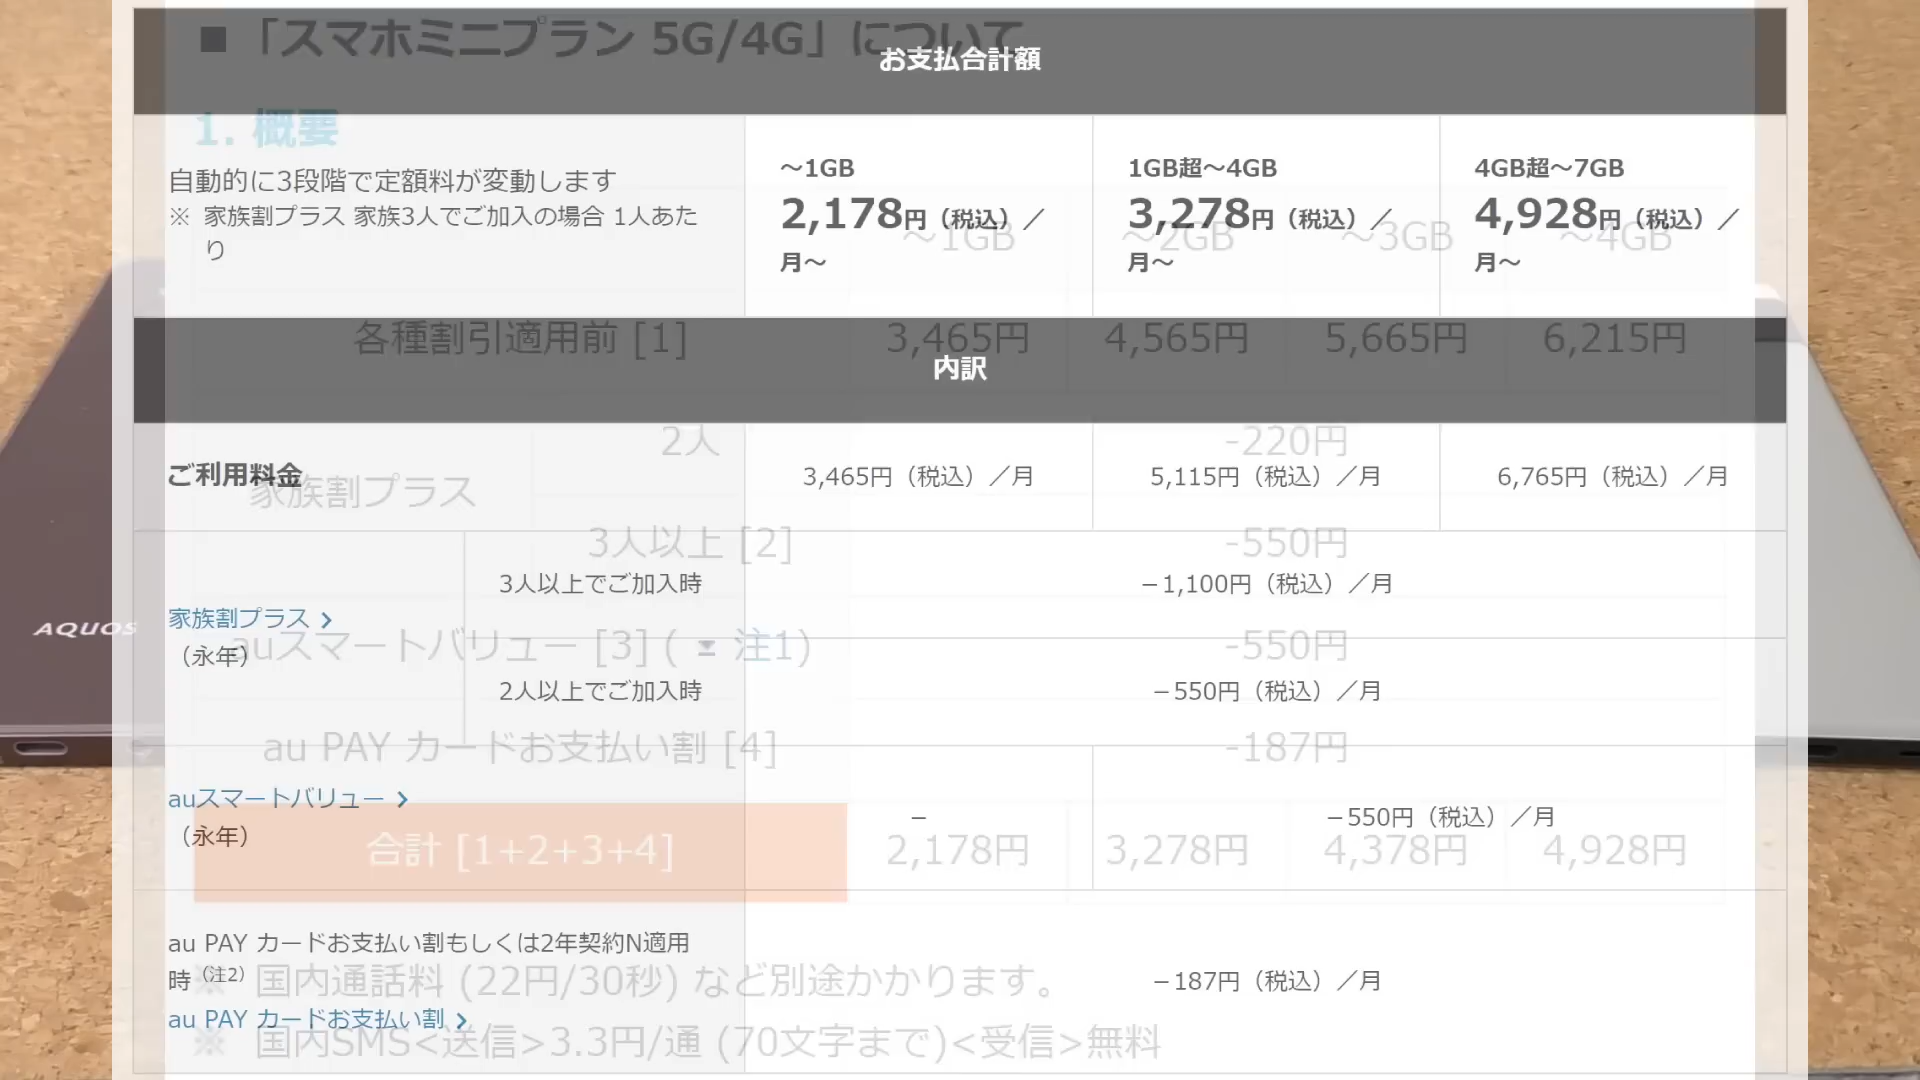 ■「スマホミニプラン 5G/4G」について
お支払合計額
1. 概要
自動的に3段階で定額料が変動します
※ 家族割プラス 家族3人でご加入の場合 1人あた
り
～1GB
2,178円（税込）／
月～
1GB超～4GB
3,278円（税込）／
月～
4GB超～7GB
4,928円（税込）／
月～
～1GB ～2GB ～3GB ～4GB
各種割引適用前 [1] 3,465円 4,565円 5,665円 6,215円
内訳
ご利用料金 3,465円（税込）／月 5,115円（税込）／月 6,765円（税込）／月
2人 -220円
家族割プラス
3人以上 [2] -550円
3人以上でご加入時 －1,100円（税込）／月
家族割プラス
（永年）
AQUOS
auスマートバリュー [3] ( 注1) -550円
2人以上でご加入時 －550円（税込）／月
au PAY カードお支払い割 [4] -187円
auスマートバリュー
（永年）
－ －550円（税込）／月
合計 [1+2+3+4] 2,178円 3,278円 4,378円 4,928円
au PAY カードお支払い割もしくは2年契約N適用
時（注2）
－187円（税込）／月
※ 国内通話料 (22円/30秒) など別途かかります。
au PAY カードお支払い割
※ 国内SMS<送信>3.3円/通 (70文字まで)<受信>無料